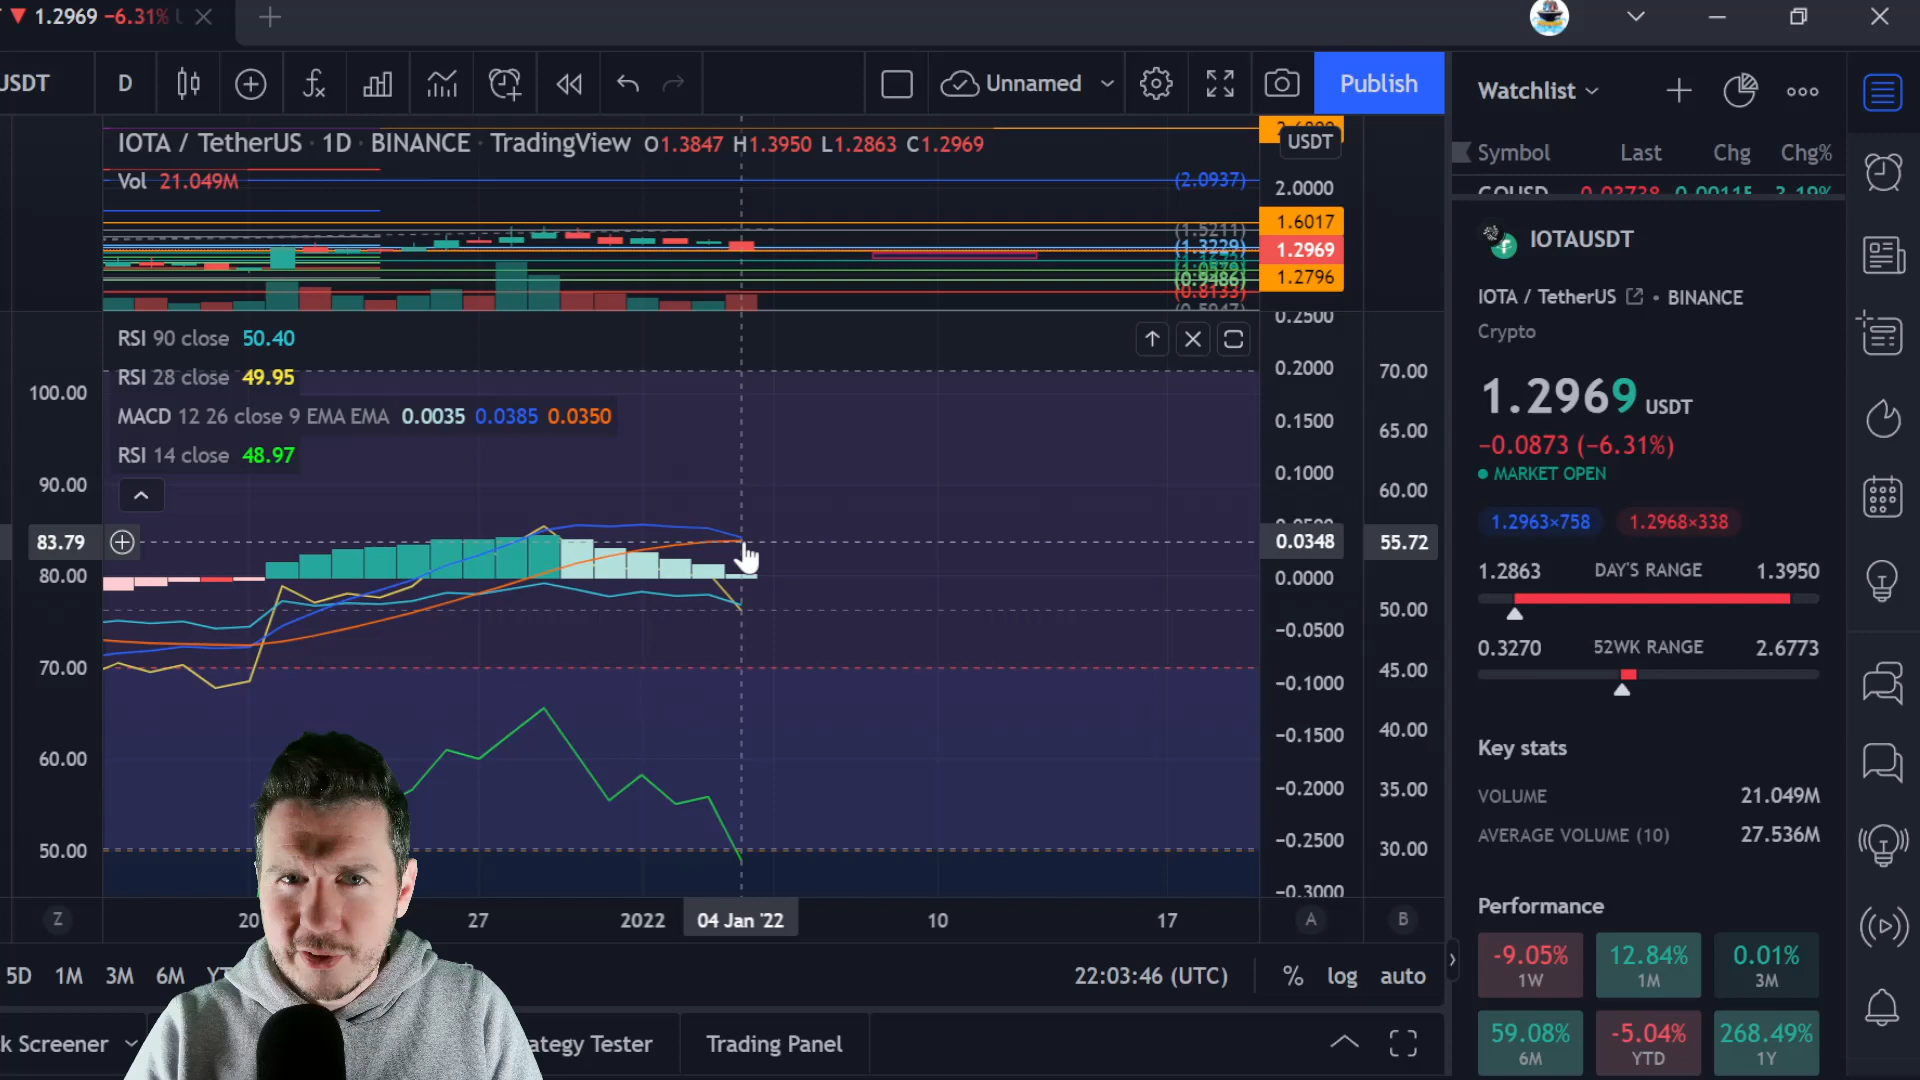 1.2969 −6.31%
USDT D Unnamed Publish
IOTA / TetherUS · 1D · BINANCE · TradingView O1.3847 H1.3950 L1.2863 C1.2969
Vol 21.049M
USDT
(2.0937)
2.0000
1.6017
(1.5211)
(1.3229)
1.2969
1.2796
(0.9486)
(0.8133)
RSI 90 close 50.40
RSI 28 close 49.95
MACD 12 26 close 9 EMA EMA 0.0035 0.0385 0.0350
RSI 14 close 48.97
100.00
90.00
83.79
80.00
70.00
60.00
50.00
0.2500
0.2000
0.1500
0.1000
0.0348
0.0000
−0.0500
−0.1000
−0.1500
−0.2000
−0.2500
−0.3000
70.00
65.00
60.00
55.72
50.00
45.00
40.00
35.00
30.00
Z 20 27 2022 04 Jan '22 10 17 A B
5D 1M 3M 6M 22:03:46 (UTC) % log auto
k Screener ategy Tester Trading Panel
Watchlist
Symbol Last Chg Chg%
0.03738 0.00115 3.19%
IOTAUSDT
IOTA / TetherUS • BINANCE
Crypto
1.2969 USDT
−0.0873 (−6.31%)
MARKET OPEN
1.2963×758 1.2968×338
1.2863 DAY'S RANGE 1.3950
0.3270 52WK RANGE 2.6773
Key stats
VOLUME 21.049M
AVERAGE VOLUME (10) 27.536M
Performance
-9.05% 12.84% 0.01%
1W 1M 3M
59.08% -5.04% 268.49%
6M YTD 1Y